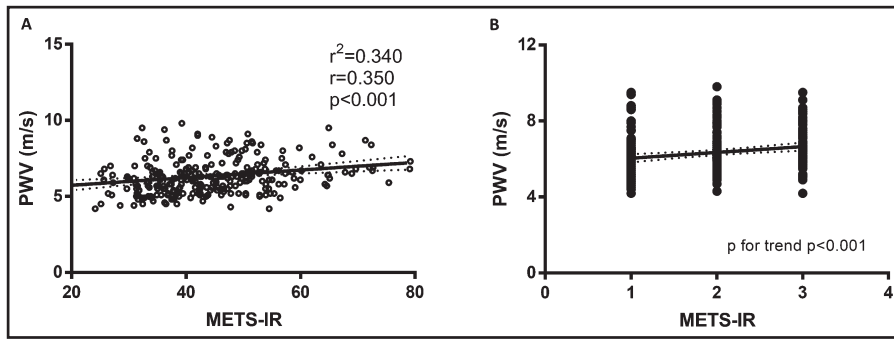 A
15
10
5
0
PWV (m/s)
r²=0.340
r=0.350
p<0.001
20
40
60
80
METS-IR
B
12
8
4
0
PWV (m/s)
p for trend p<0.001
0
1
2
3
4
METS-IR